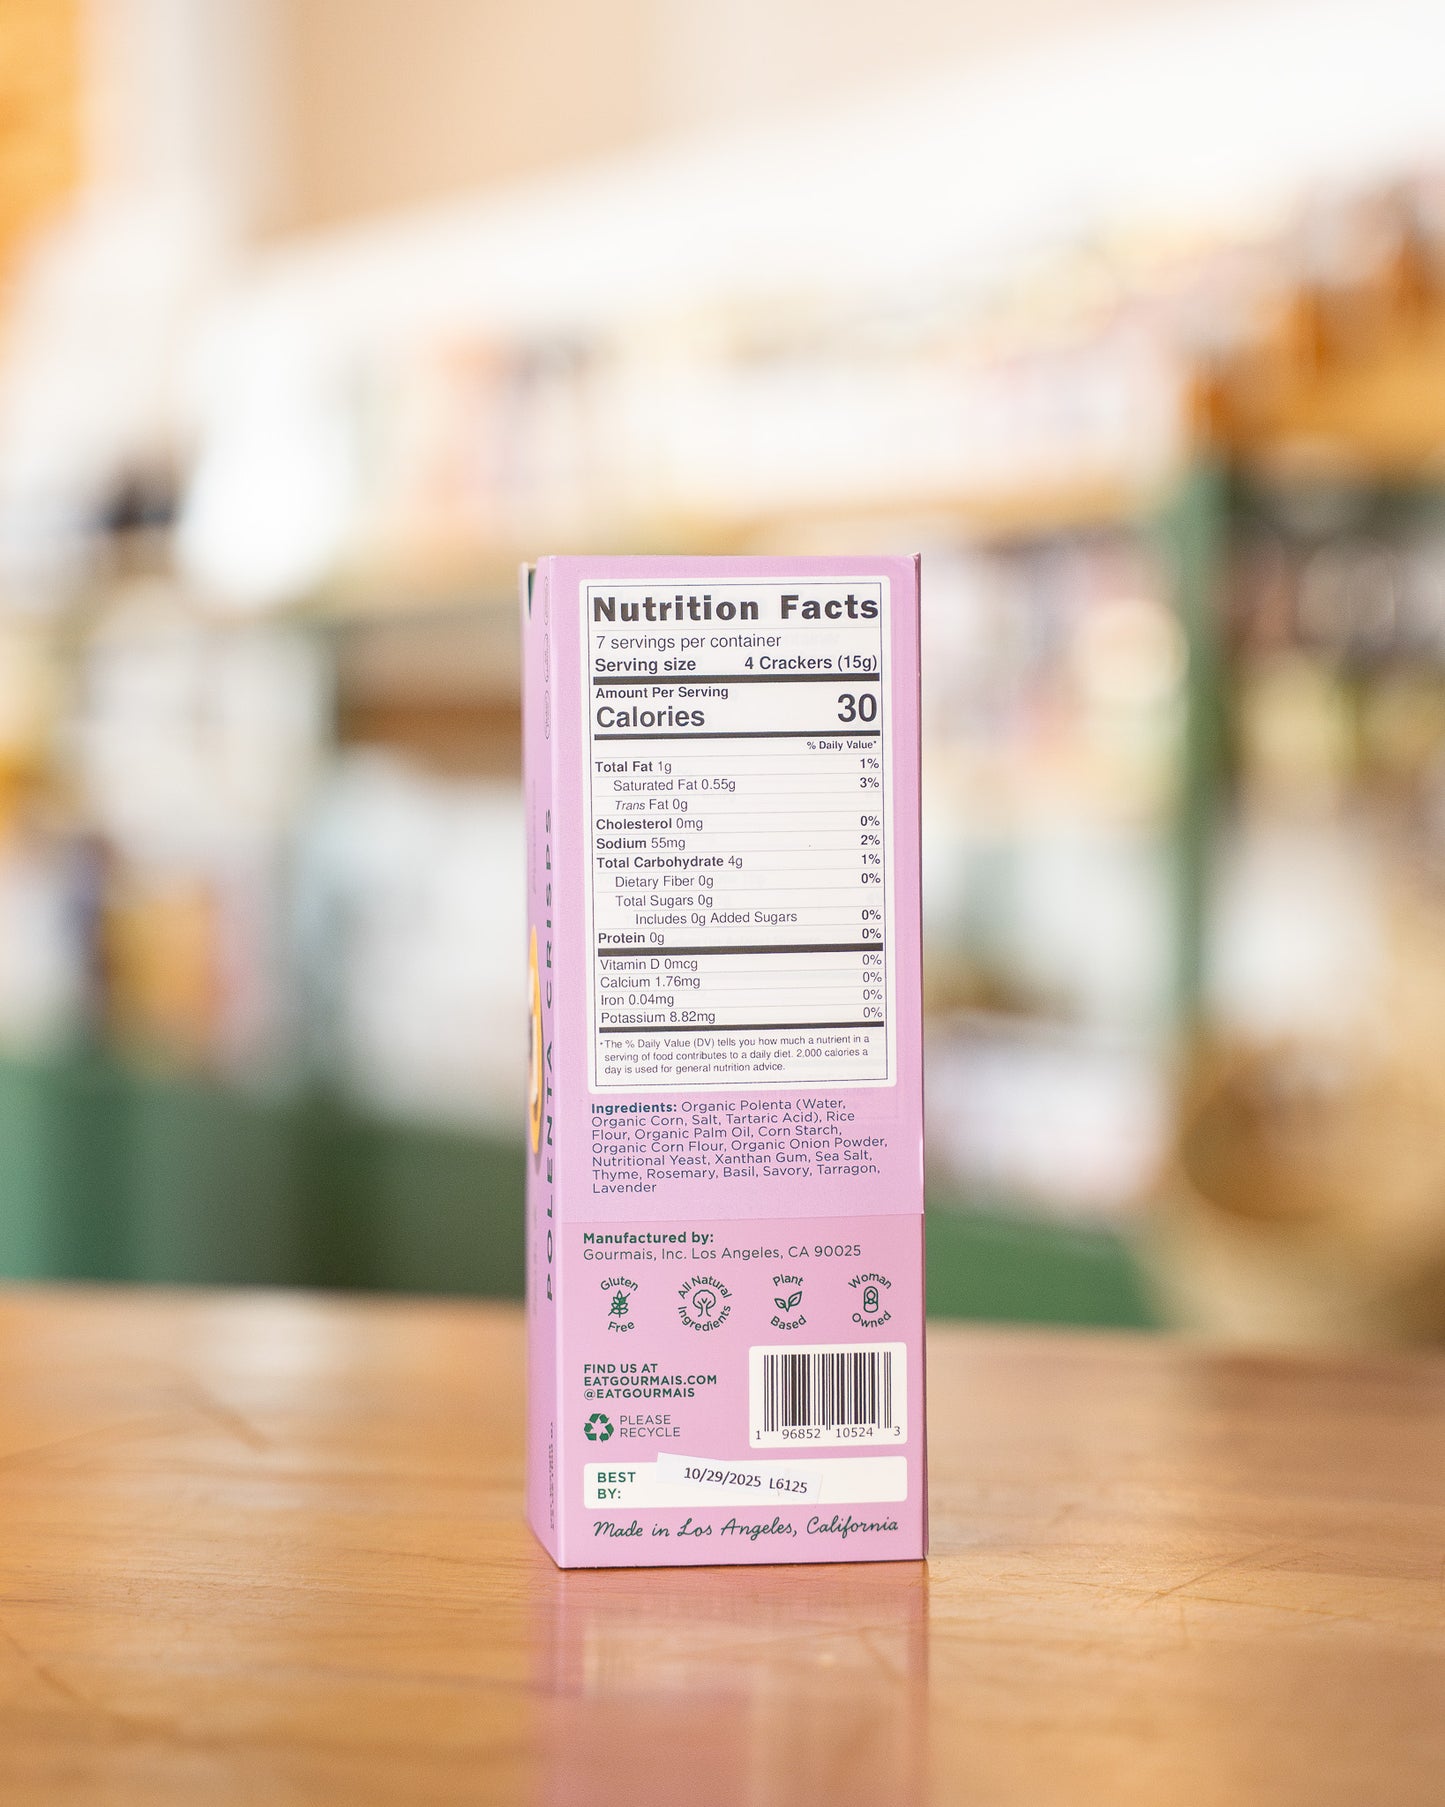 Nutrition Facts
7 servings per container
Serving size 4 Crackers (15g)
Amount Per Serving
Calories 30
% Daily Value*
Total Fat 1g 1%
Saturated Fat 0.55g 3%
Trans Fat 0g
Cholesterol 0mg 0%
Sodium 55mg 2%
Total Carbohydrate 4g 1%
Dietary Fiber 0g 0%
Total Sugars 0g
Includes 0g Added Sugars 0%
Protein 0g 0%
Vitamin D 0mcg 0%
Calcium 1.76mg 0%
Iron 0.04mg 0%
Potassium 8.82mg 0%
*The % Daily Value (DV) tells you how much a nutrient in a
serving of food contributes to a daily diet. 2,000 calories a
day is used for general nutrition advice.
Ingredients: Organic Polenta (Water,
Organic Corn, Salt, Tartaric Acid), Rice
Flour, Organic Palm Oil, Corn Starch,
Organic Corn Flour, Organic Onion Powder,
Nutritional Yeast, Xanthan Gum, Sea Salt,
Thyme, Rosemary, Basil, Savory, Tarragon,
Lavender
Manufactured by:
Gourmais, Inc. Los Angeles, CA 90025
Gluten Free
All Natural Ingredients
Plant Based
Woman Owned
FIND US AT
EATGOURMAIS.COM
@EATGOURMAIS
PLEASE
RECYCLE
1 96852 10524 3
BEST
BY:
10/29/2025 L6125
Made in Los Angeles, California
POLENTA CRISPS